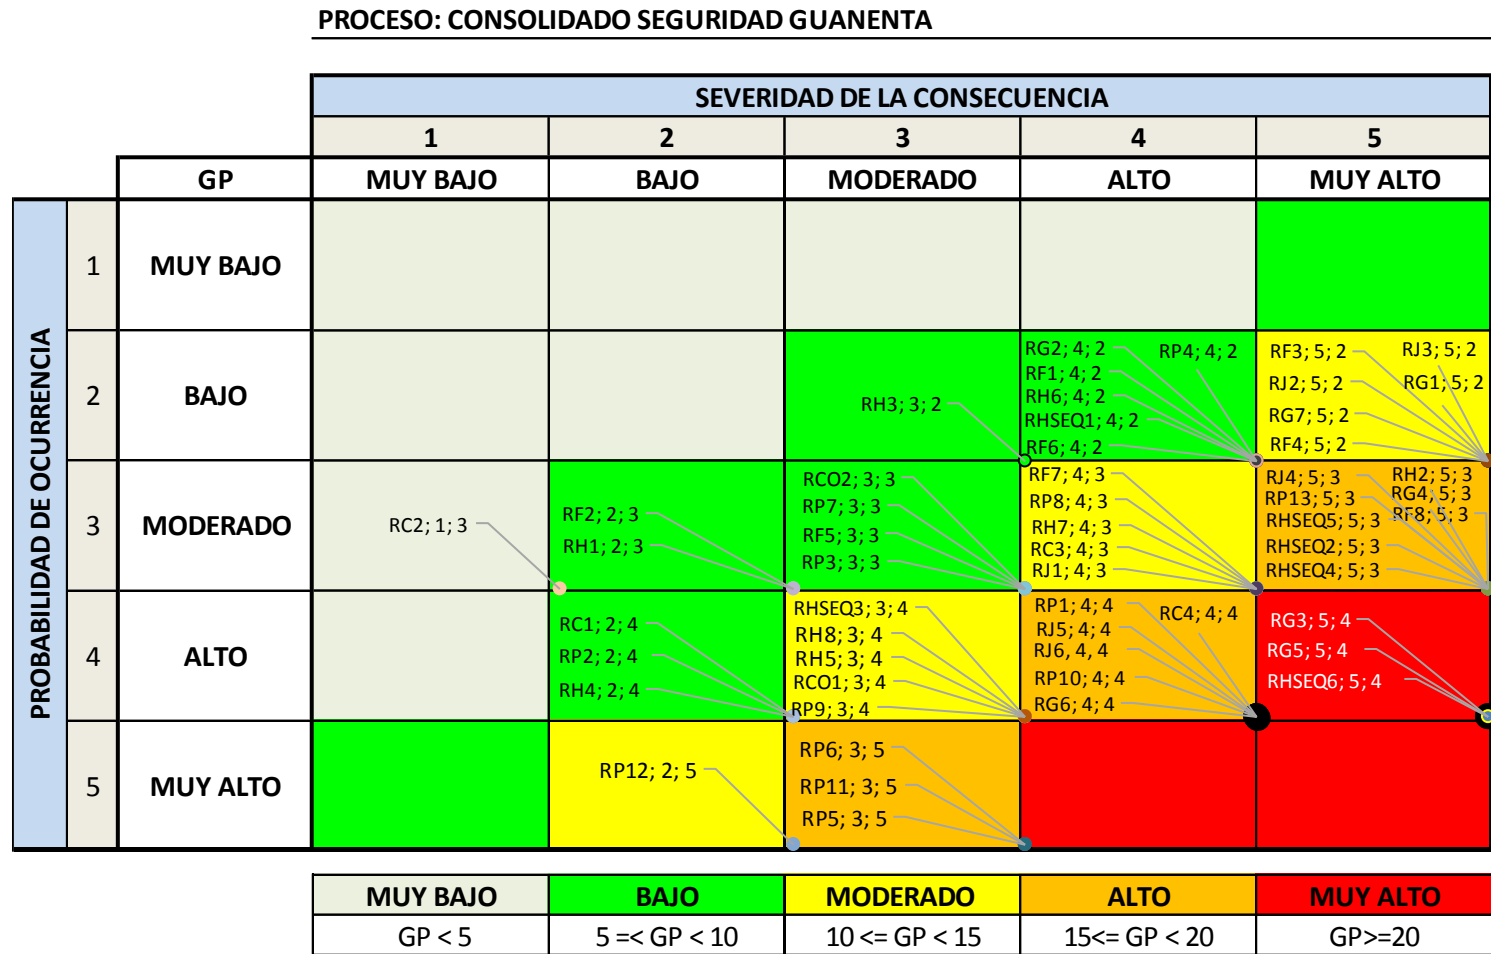 PROCESO: CONSOLIDADO SEGURIDAD GUANENTA
SEVERIDAD DE LA CONSECUENCIA
1 2 3 4 5
GP MUY BAJO BAJO MODERADO ALTO MUY ALTO
PROBABILIDAD DE OCURRENCIA
1 MUY BAJO
2 BAJO
RH3; 3; 2
RG2; 4; 2 RP4; 4; 2
RF1; 4; 2
RH6; 4; 2
RHSEQ1; 4; 2
RF6; 4; 2
RF3; 5; 2 RJ3; 5; 2
RJ2; 5; 2 RG1; 5; 2
RG7; 5; 2
RF4; 5; 2
3 MODERADO
RC2; 1; 3
RF2; 2; 3
RH1; 2; 3
RCO2; 3; 3
RP7; 3; 3
RF5; 3; 3
RP3; 3; 3
RF7; 4; 3
RP8; 4; 3
RH7; 4; 3
RC3; 4; 3
RJ1; 4; 3
RJ4; 5; 3 RH2; 5; 3
RP13; 5; 3 RG4; 5; 3
RHSEQ5; 5; 3 RF8; 5; 3
RHSEQ2; 5; 3
RHSEQ4; 5; 3
4 ALTO
RC1; 2; 4
RP2; 2; 4
RH4; 2; 4
RHSEQ3; 3; 4
RH8; 3; 4
RH5; 3; 4
RCO1; 3; 4
RP9; 3; 4
RP1; 4; 4 RC4; 4; 4
RJ5; 4; 4
RJ6, 4, 4
RP10; 4; 4
RG6; 4; 4
RG3; 5; 4
RG5; 5; 4
RHSEQ6; 5; 4
5 MUY ALTO
RP12; 2; 5
RP6; 3; 5
RP11; 3; 5
RP5; 3; 5
MUY BAJO BAJO MODERADO ALTO MUY ALTO
GP < 5 5 =< GP < 10 10 <= GP < 15 15<= GP < 20 GP>=20